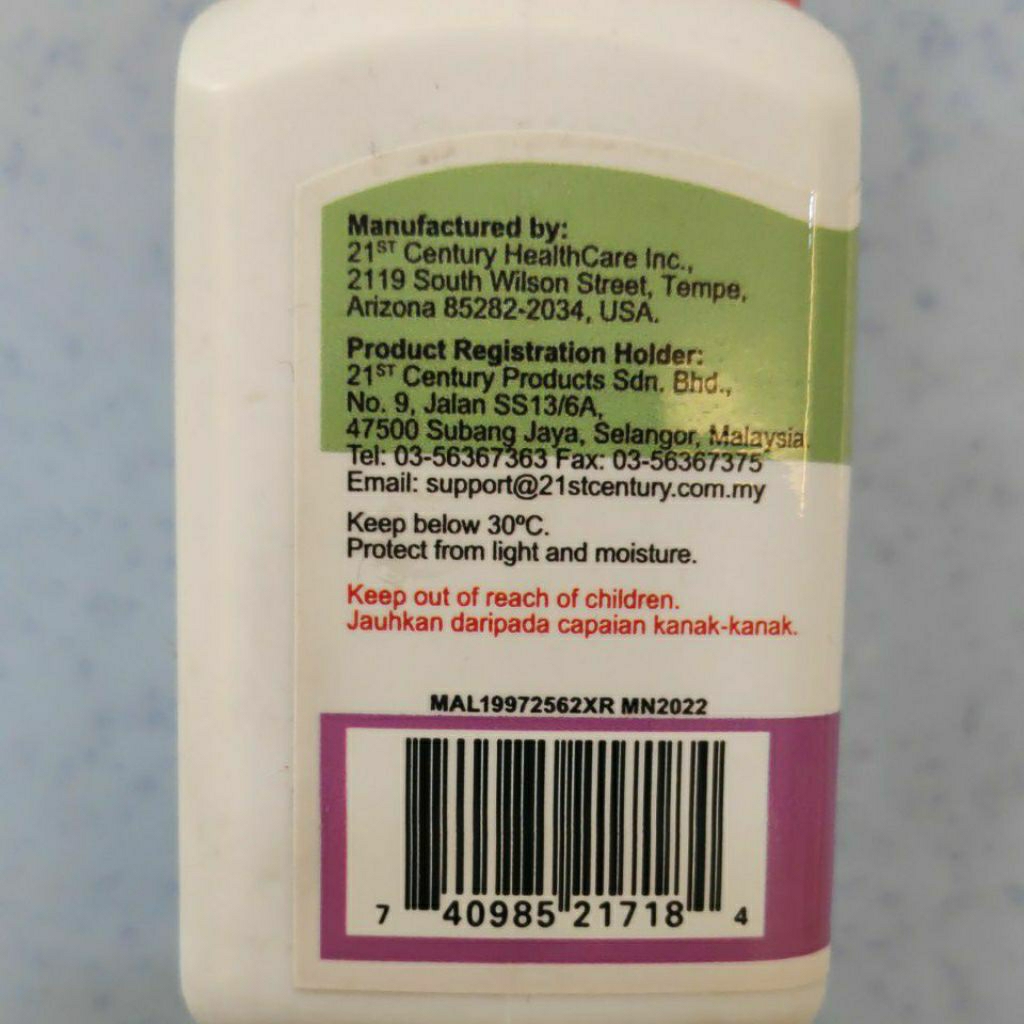 Manufactured by:
21ST Century HealthCare Inc.,
2119 South Wilson Street, Tempe,
Arizona 85282-2034, USA.
Product Registration Holder:
21ST Century Products Sdn. Bhd.,
No. 9, Jalan SS13/6A,
47500 Subang Jaya, Selangor, Malaysia.
Tel: 03-56367363 Fax: 03-56367375
Email: support@21stcentury.com.my
Keep below 30ºC.
Protect from light and moisture.
Keep out of reach of children.
Jauhkan daripada capaian kanak-kanak.
MAL19972562XR MN2022
7 40985 21718 4